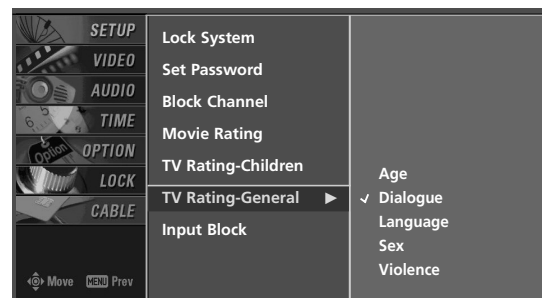 SETUP
VIDEO
AUDIO
TIME
OPTION
LOCK
CABLE
Move MENU Prev
Lock System
Set Password
Block Channel
Movie Rating
TV Rating-Children
TV Rating-General ▶
Input Block
Age
✓ Dialogue
Language
Sex
Violence